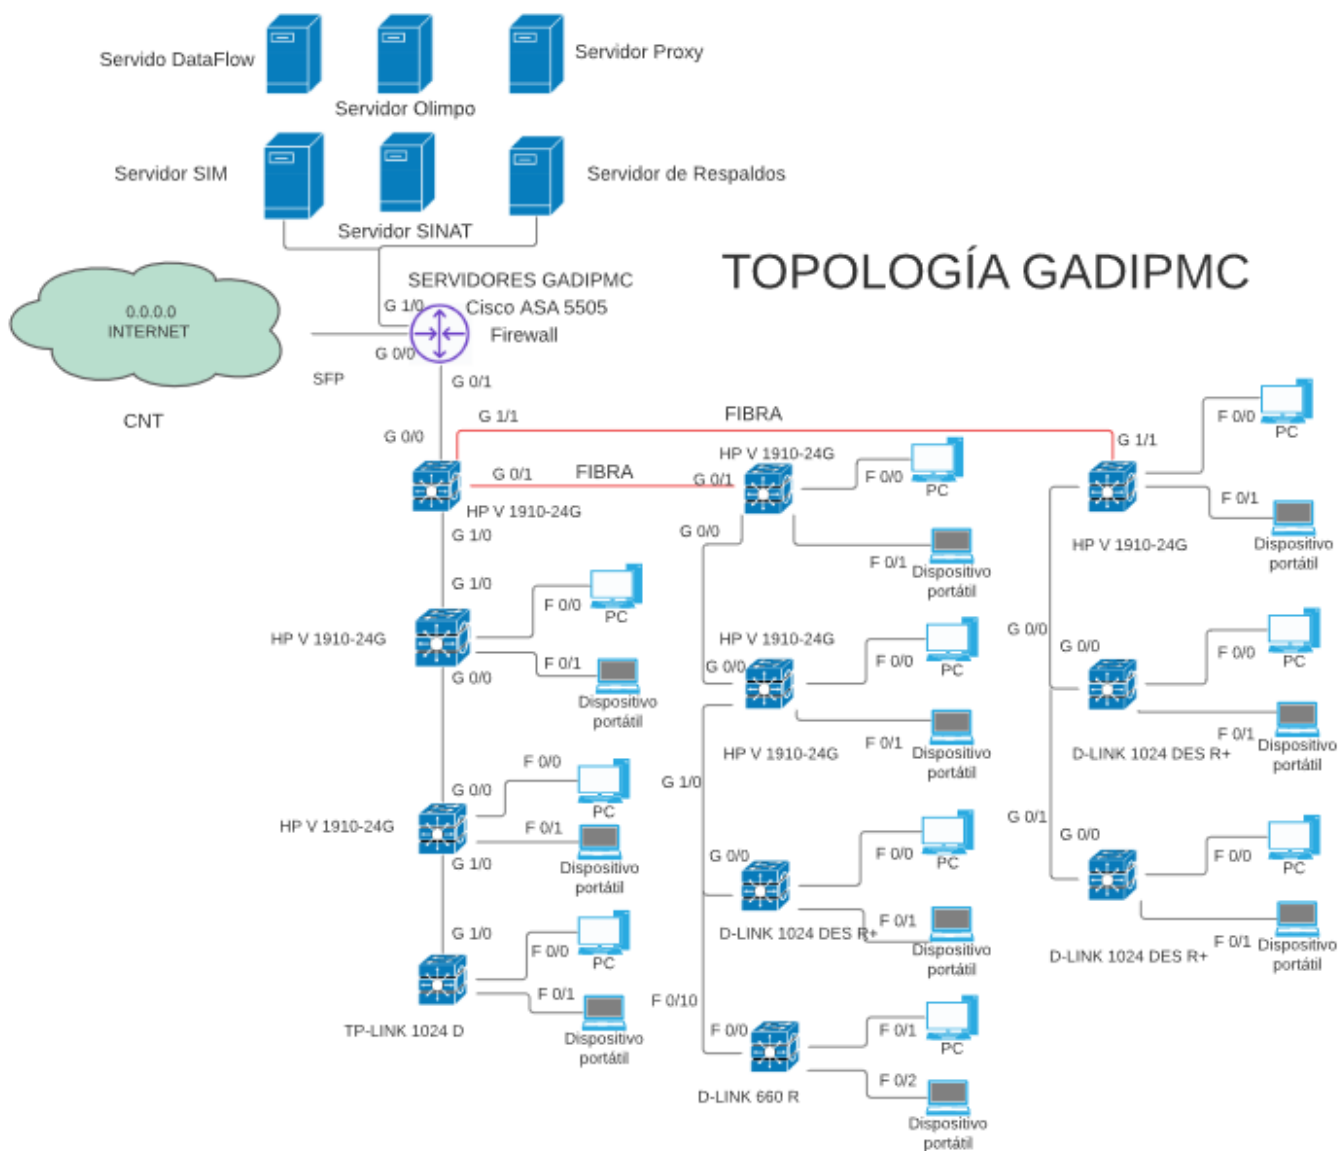 Servido DataFlow
Servidor Proxy
Servidor Olimpo
Servidor SIM
Servidor de Respaldos
Servidor SINAT
TOPOLOGÍA GADIPMC
SERVIDORES GADIPMC
G 1/0
Cisco ASA 5505
Firewall
0.0.0.0
INTERNET
G 0/0
SFP
CNT
G 0/1
G 1/1
FIBRA
G 0/0
G 0/1
FIBRA
HP V 1910-24G
G 1/0
HP V 1910-24G
G 0/1
F 0/0
PC
G 0/0
F 0/1
Dispositivo
portátil
G 1/1
F 0/0
PC
F 0/1
Dispositivo
portátil
HP V 1910-24G
G 1/0
HP V 1910-24G
F 0/0
PC
F 0/1
G 0/0
Dispositivo
portátil
HP V 1910-24G
G 0/0
F 0/0
PC
F 0/1
HP V 1910-24G
Dispositivo
portátil
G 1/0
G 0/0
G 0/0
F 0/0
PC
F 0/1
D-LINK 1024 DES R+
Dispositivo
portátil
F 0/0
G 0/0
PC
HP V 1910-24G
F 0/1
G 1/0
Dispositivo
portátil
G 0/0
F 0/0
PC
F 0/1
D-LINK 1024 DES R+
Dispositivo
portátil
G 0/1
G 0/0
F 0/0
PC
F 0/1
D-LINK 1024 DES R+
Dispositivo
portátil
G 1/0
F 0/0
PC
F 0/1
TP-LINK 1024 D
Dispositivo
portátil
F 0/10
F 0/0
F 0/1
PC
F 0/2
D-LINK 660 R
Dispositivo
portátil